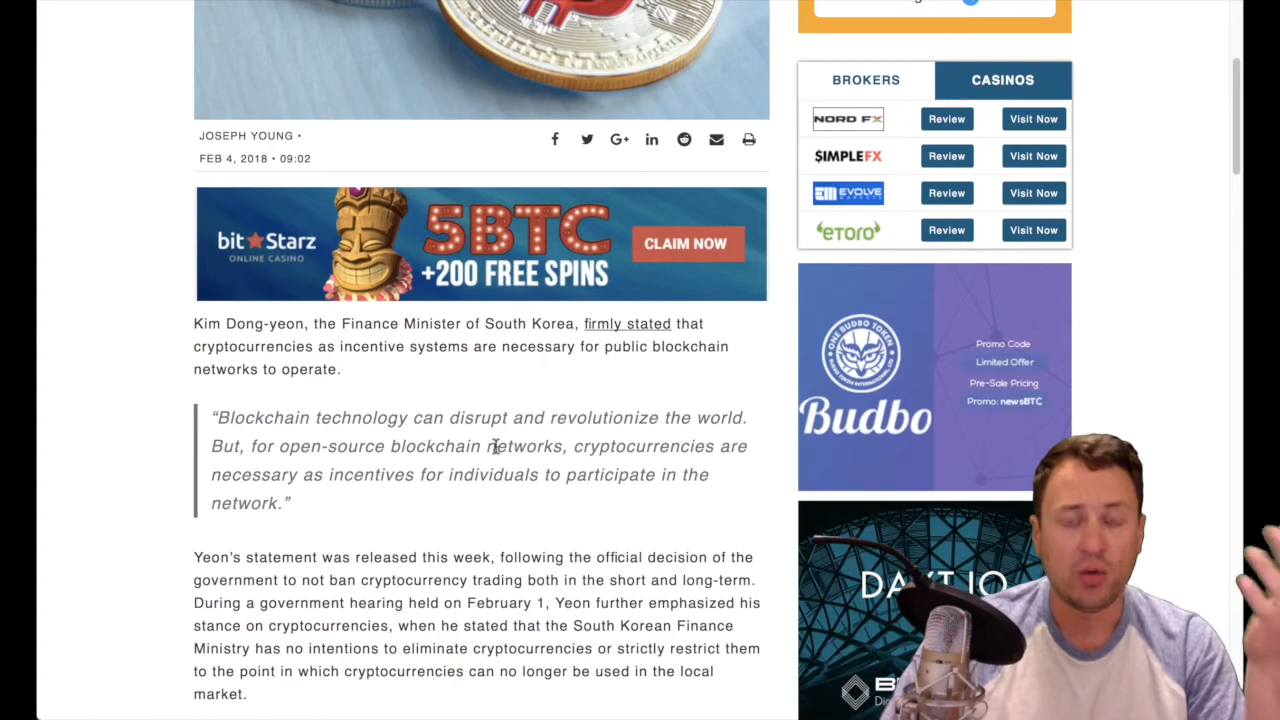 BROKERS
CASINOS
NORD FX
Review
Visit Now
$IMPLEFX
Review
Visit Now
EVOLVE
MARKETS
Review
Visit Now
eToro
Review
Visit Now
JOSEPH YOUNG •
FEB 4, 2018 • 09:02
bit★Starz
ONLINE CASINO
5BTC
+200 FREE SPINS
CLAIM NOW
Kim Dong-yeon, the Finance Minister of South Korea, firmly stated that
cryptocurrencies as incentive systems are necessary for public blockchain
networks to operate.
“Blockchain technology can disrupt and revolutionize the world.
But, for open-source blockchain networks, cryptocurrencies are
necessary as incentives for individuals to participate in the
network.”
Yeon’s statement was released this week, following the official decision of the
government to not ban cryptocurrency trading both in the short and long-term.
During a government hearing held on February 1, Yeon further emphasized his
stance on cryptocurrencies, when he stated that the South Korean Finance
Ministry has no intentions to eliminate cryptocurrencies or strictly restrict them
to the point in which cryptocurrencies can no longer be used in the local
market.
ONE BUDBO TOKEN
Budbo
Promo Code
Limited Offer
Pre-Sale Pricing
Promo: newsBTC